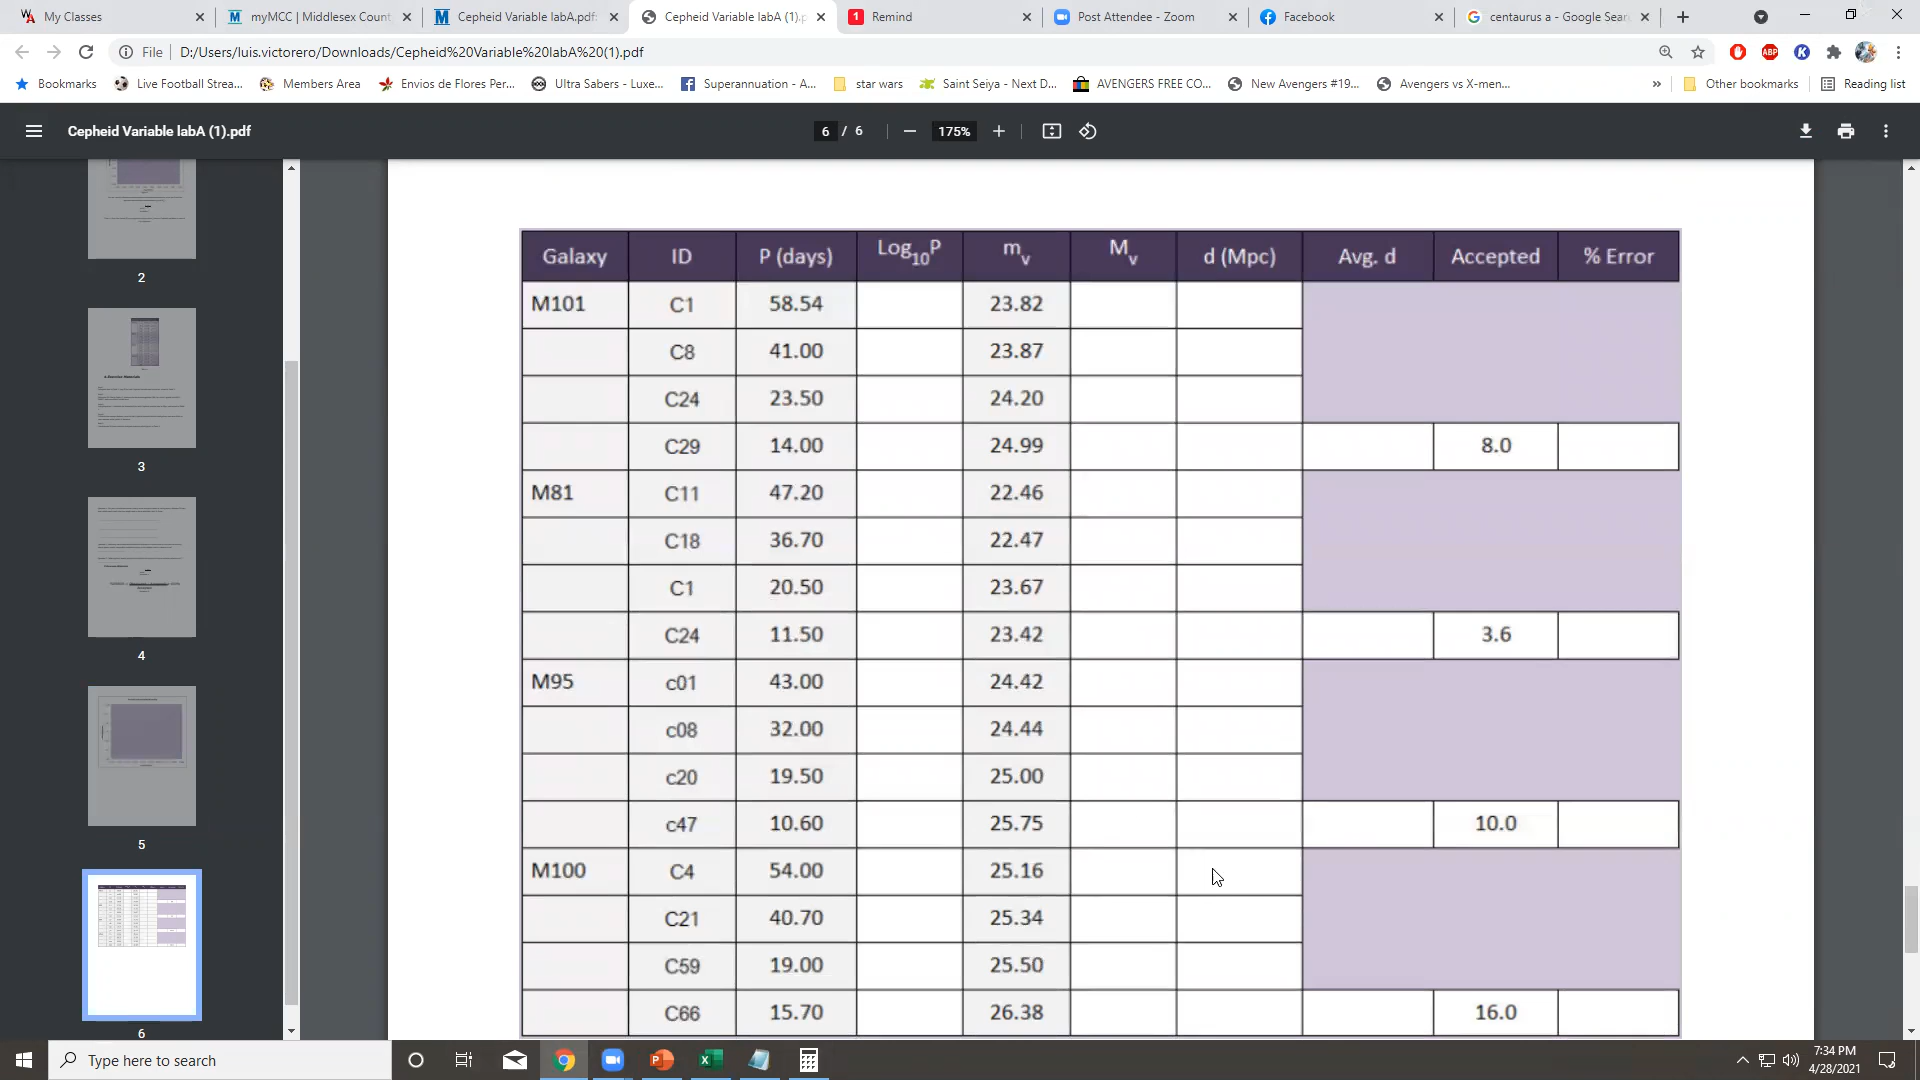 My Classes
myMCC | Middlesex Count
Cepheid Variable labA.pdf:
Cepheid Variable labA (1).p
Remind
Post Attendee - Zoom
Facebook
centaurus a - Google Sear
File
D:/Users/luis.victorero/Downloads/Cepheid%20Variable%20labA%20(1).pdf
ABP
K
Bookmarks
Live Football Strea...
Members Area
Envios de Flores Per...
Ultra Sabers - Luxe...
Superannuation - A...
star wars
Saint Seiya - Next D...
AVENGERS FREE CO...
New Avengers #19...
Avengers vs X-men...
»
Other bookmarks
Reading list
Cepheid Variable labA (1).pdf
6 / 6
175%
2
3
4
5
6
Galaxy ID P (days) Log10P mv Mv d (Mpc) Avg. d Accepted % Error
M101 C1 58.54 23.82
C8 41.00 23.87
C24 23.50 24.20
C29 14.00 24.99 8.0
M81 C11 47.20 22.46
C18 36.70 22.47
C1 20.50 23.67
C24 11.50 23.42 3.6
M95 c01 43.00 24.42
c08 32.00 24.44
c20 19.50 25.00
c47 10.60 25.75 10.0
M100 C4 54.00 25.16
C21 40.70 25.34
C59 19.00 25.50
C66 15.70 26.38 16.0
Type here to search
7:34 PM
4/28/2021